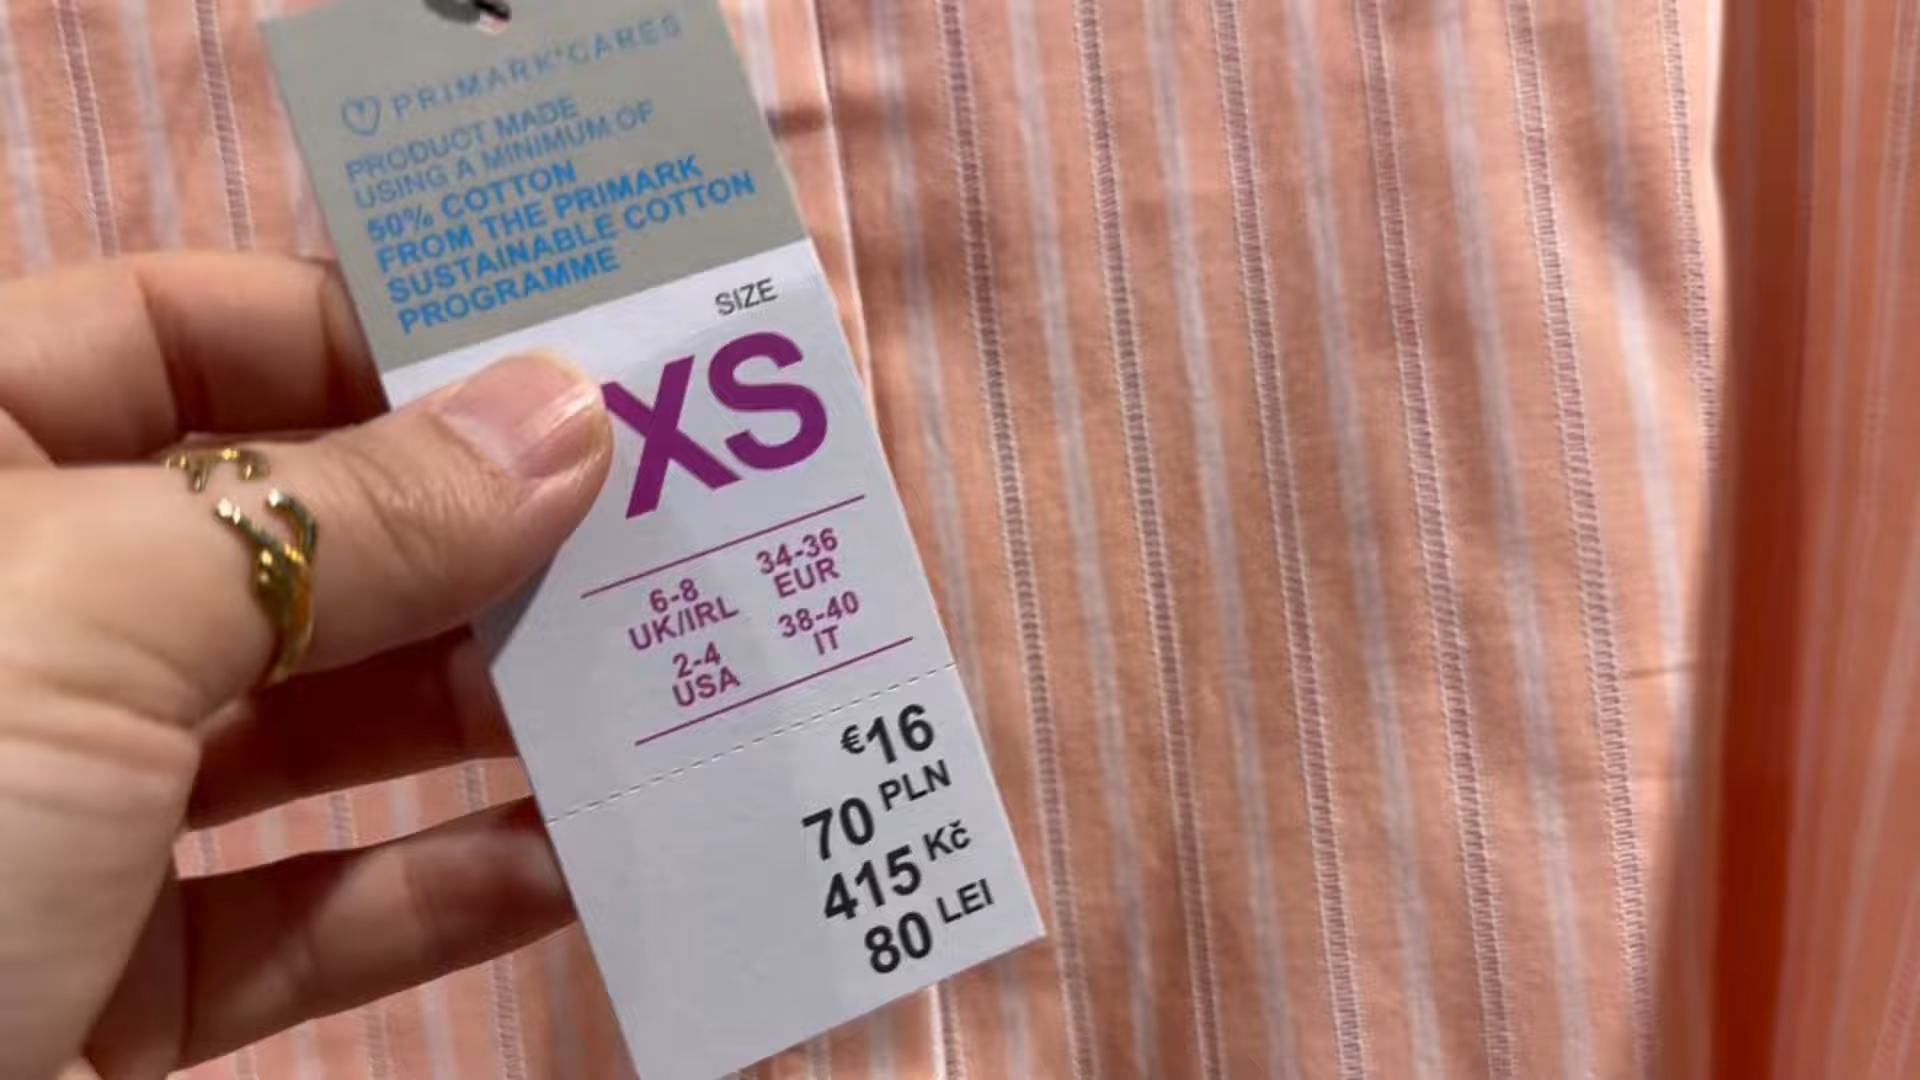 PRIMARK CARES
PRODUCT MADE
USING A MINIMUM OF
50% COTTON
FROM THE PRIMARK
SUSTAINABLE COTTON
PROGRAMME
SIZE
XS
6-8 34-36
UK/IRL EUR
2-4 38-40
USA IT
€16
70 PLN
415 Kč
80 LEI